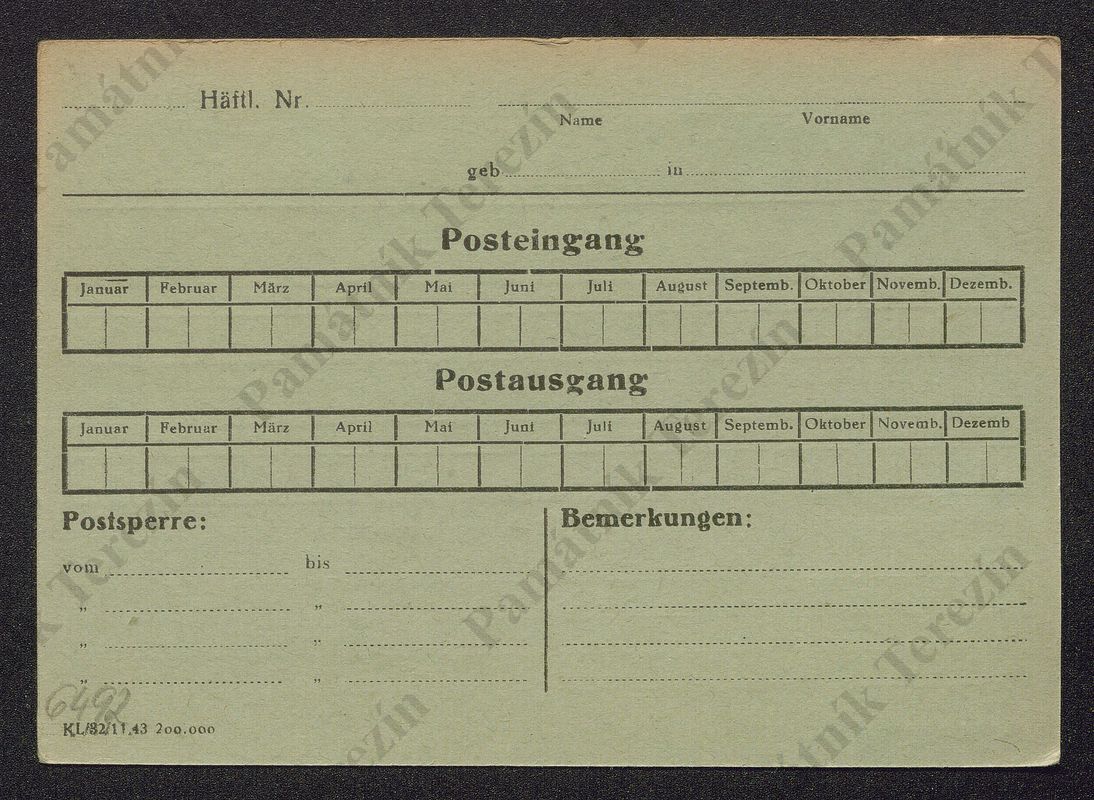 Häftl. Nr.
Name Vorname
geb. in
Posteingang
Januar Februar März April Mai Juni Juli August Septemb. Oktober Novemb. Dezemb.
Postausgang
Januar Februar März April Mai Juni Juli August Septemb. Oktober Novemb. Dezemb
Postsperre: Bemerkungen:
vom bis
„ „
„ „
„ „
KL/32/11.43 200.000
Památník Terezín